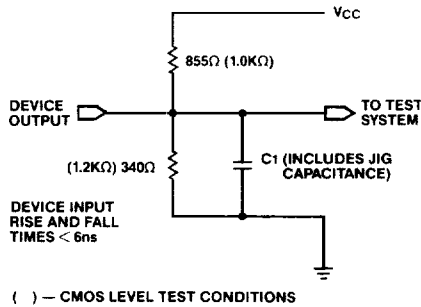 VCC
855Ω (1.0KΩ)
DEVICE
OUTPUT
TO TEST
SYSTEM
(1.2KΩ) 340Ω
C1 (INCLUDES JIG
CAPACITANCE)
DEVICE INPUT
RISE AND FALL
TIMES < 6ns
( ) — CMOS LEVEL TEST CONDITIONS